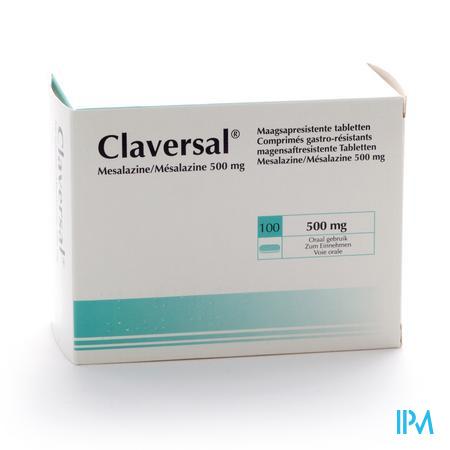 Claversal®
Mesalazine/Mésalazine 500 mg
Maagsapresistente tabletten
Comprimés gastro-résistants
magensaftresistente Tabletten
Mesalazine/Mésalazine 500 mg
100
500 mg
Oraal gebruik
Zum Einnehmen
Voie orale
Claversal
IPM